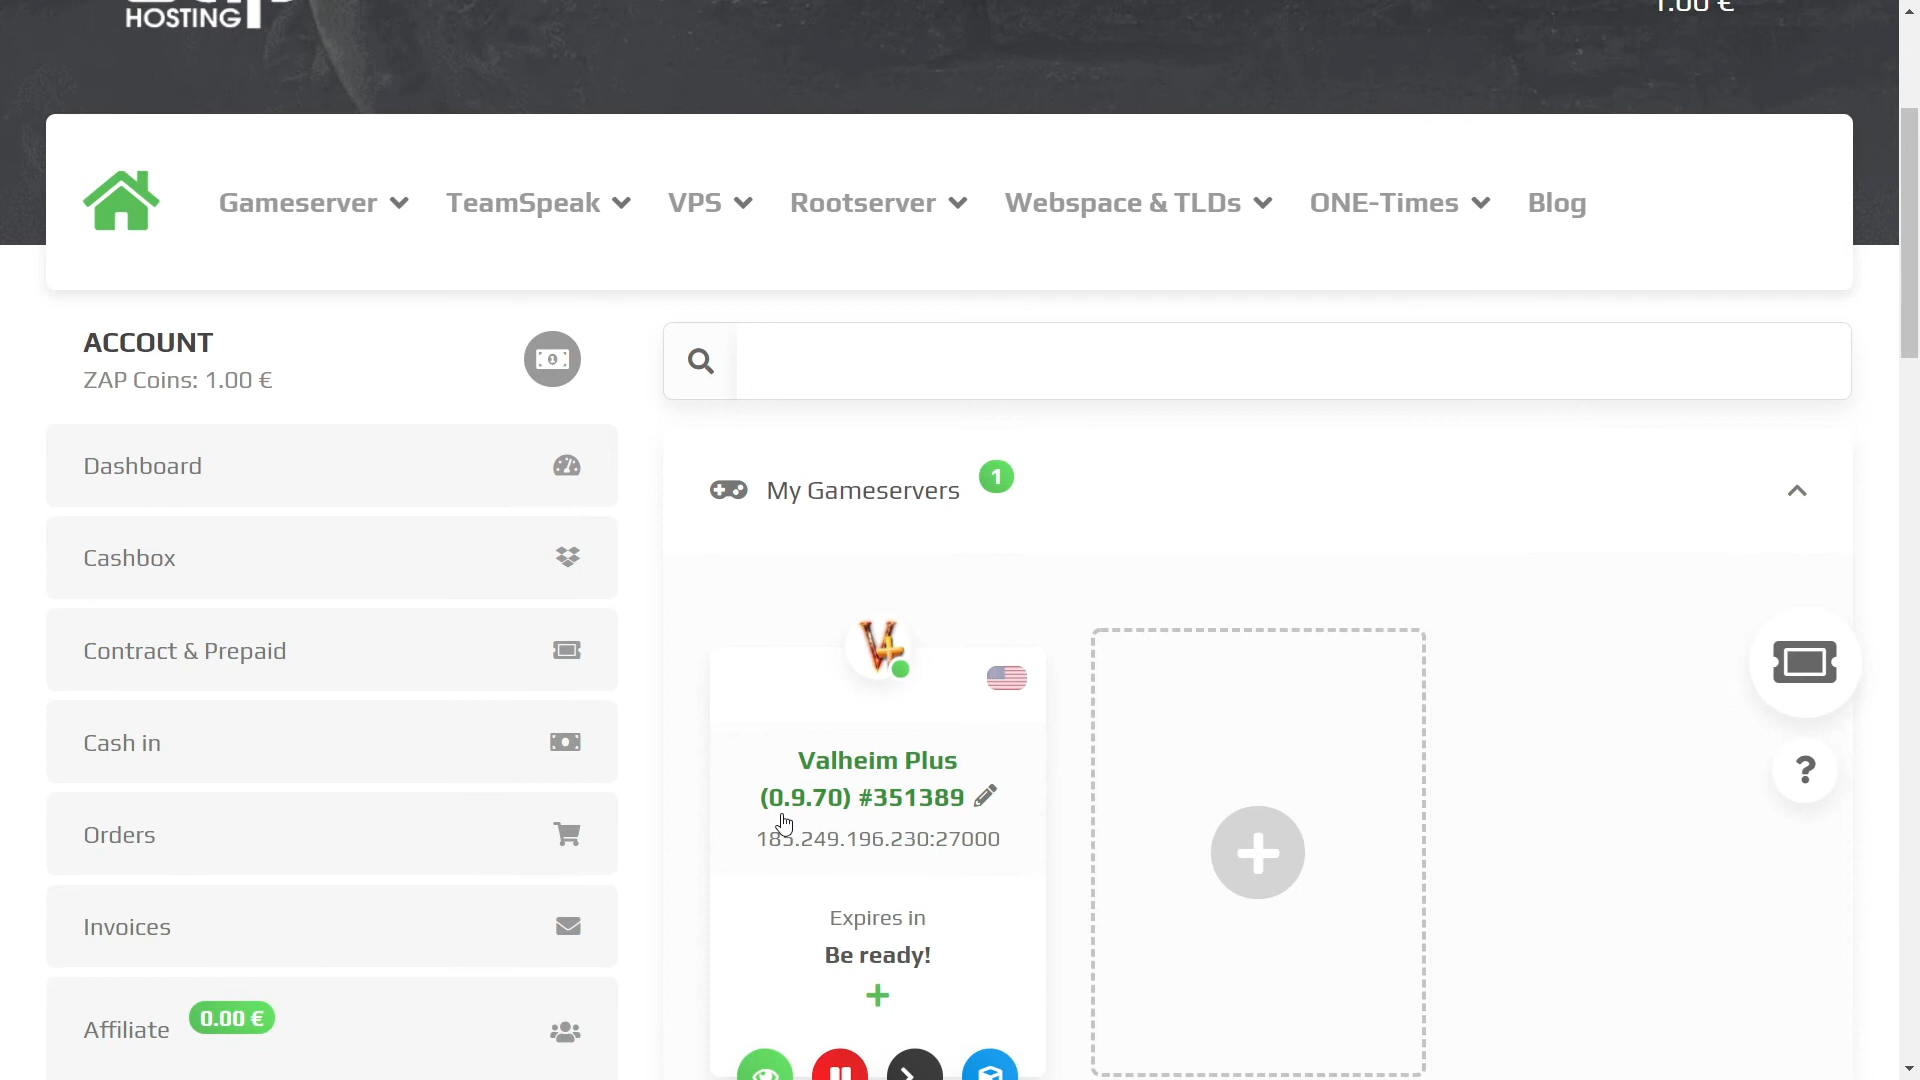 HOSTING
1.00 €
Gameserver
TeamSpeak
VPS
Rootserver
Webspace & TLDs
ONE-Times
Blog
ACCOUNT
ZAP Coins: 1.00 €
Dashboard
Cashbox
Contract & Prepaid
Cash in
Orders
Invoices
Affiliate
0.00 €
My Gameservers
1
Valheim Plus
(0.9.70) #351389
185.249.196.230:27000
Expires in
Be ready!
?